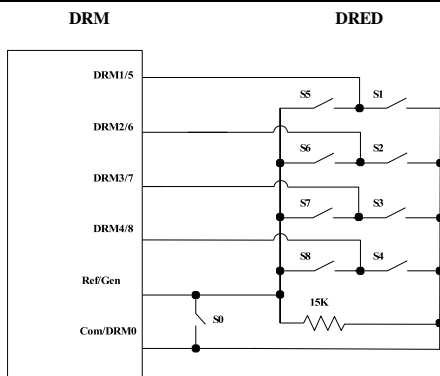 DRM DRED
DRM1/5
S5 S1
DRM2/6
S6 S2
DRM3/7
S7 S3
DRM4/8
S8 S4
Ref/Gen
15K
S0
Com/DRM0